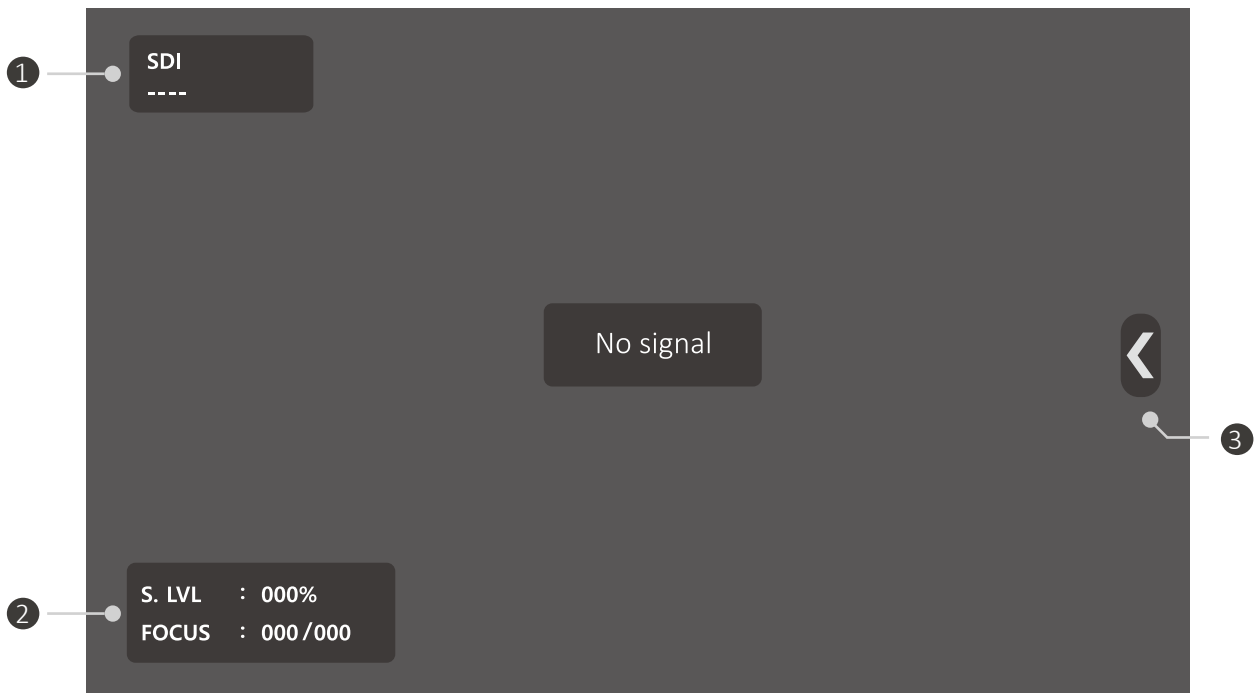 1
SDI
----
No signal
❮
3
2
S. LVL : 000%
FOCUS : 000/000